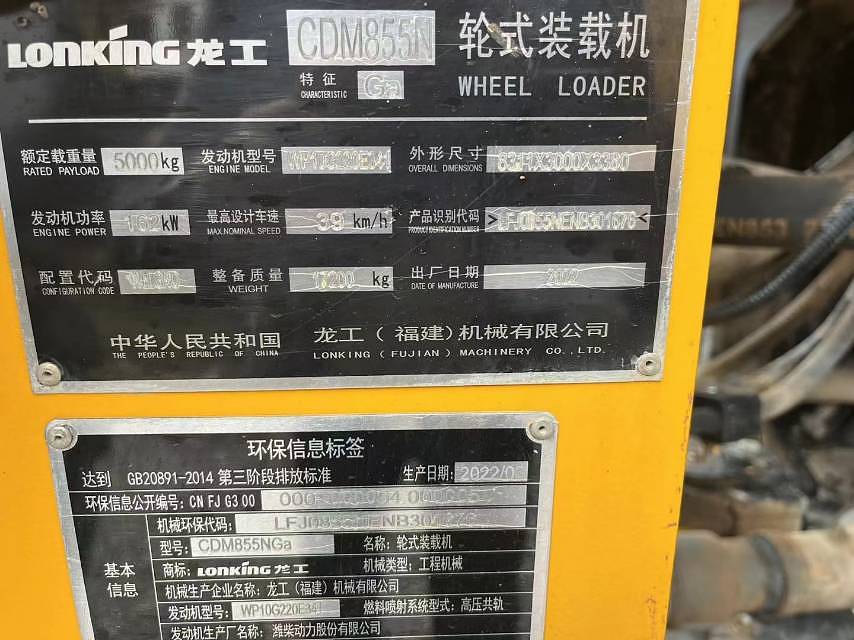 LONKING 龙工 CDM855N 轮式装载机
特征 Ga
CHARACTERISTIC WHEEL LOADER
额定载重量 5000kg 发动机型号 外形尺寸
RATED PAYLOAD ENGINE MODEL OVERALL DIMENSIONS
发动机功率 162kW 最高设计车速 39 km/h 产品识别代码
ENGINE POWER MAX.NOMINAL SPEED PRODUCT IDENTIFICATION NUMBER
配置代码 整备质量 17200 kg 出厂日期 2022
CONFIGURATION CODE WEIGHT DATE OF MANUFACTURE
中华人民共和国 龙工（福建）机械有限公司
THE PEOPLE'S REPUBLIC OF CHINA LONKING (FUJIAN) MACHINERY CO.,LTD.
环保信息标签
达到 GB20891-2014 第三阶段排放标准 生产日期: 2022/0
环保信息公开编号: CN FJ G3 00
机械环保代码:
型号: CDM855NGa 名称: 轮式装载机
基本信息 商标: LONKING 龙工 机械类型: 工程机械
机械生产企业名称: 龙工（福建）机械有限公司
发动机型号: WP10G220E341 燃料喷射系统型式: 高压共轨
发动机生产厂名称: 潍柴动力股份有限公司